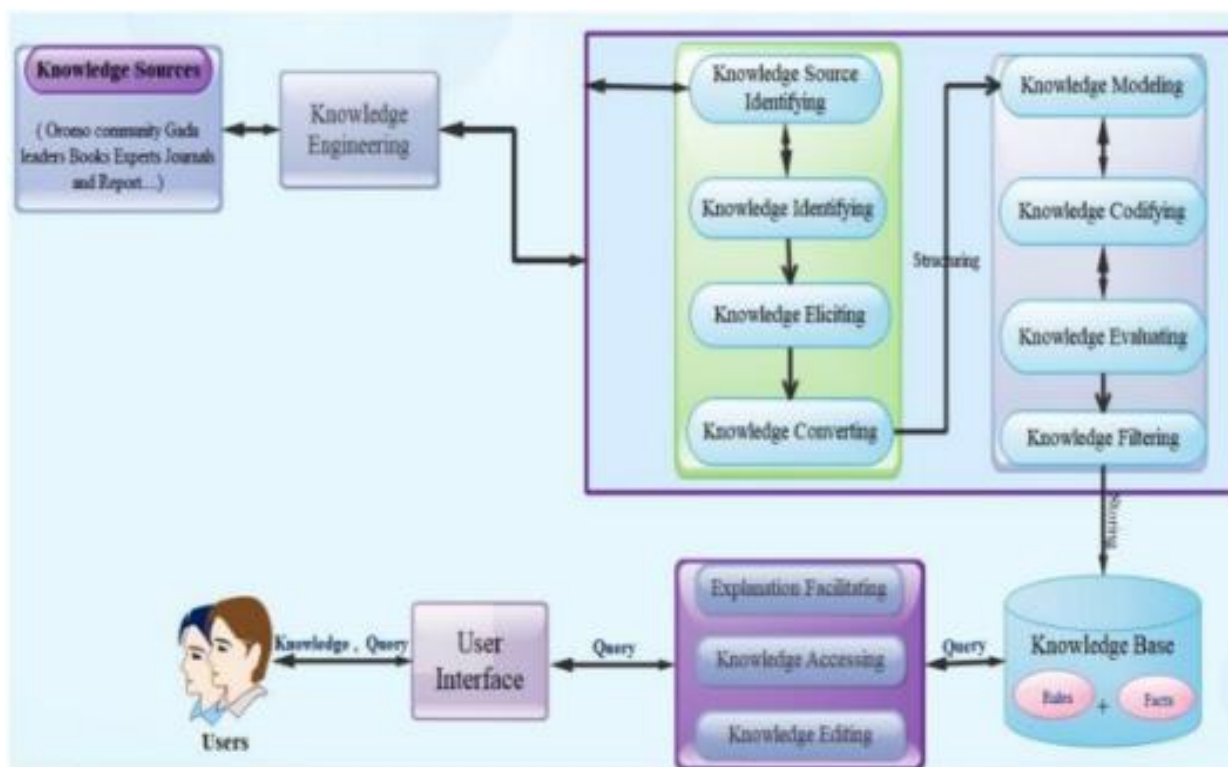 Knowledge Sources
( Oromo community Gada
leaders Books Experts Journals
and Report...)
Knowledge
Engineering
Knowledge Source
Identifying
Knowledge Identifying
Knowledge Eliciting
Knowledge Converting
Structuring
Knowledge Modeling
Knowledge Codifying
Knowledge Evaluating
Knowledge Filtering
Storing
Knowledge Base
Rules
+
Facts
Query
Explanation Facilitating
Knowledge Accessing
Knowledge Editing
Query
User
Interface
Knowledge , Query
Users